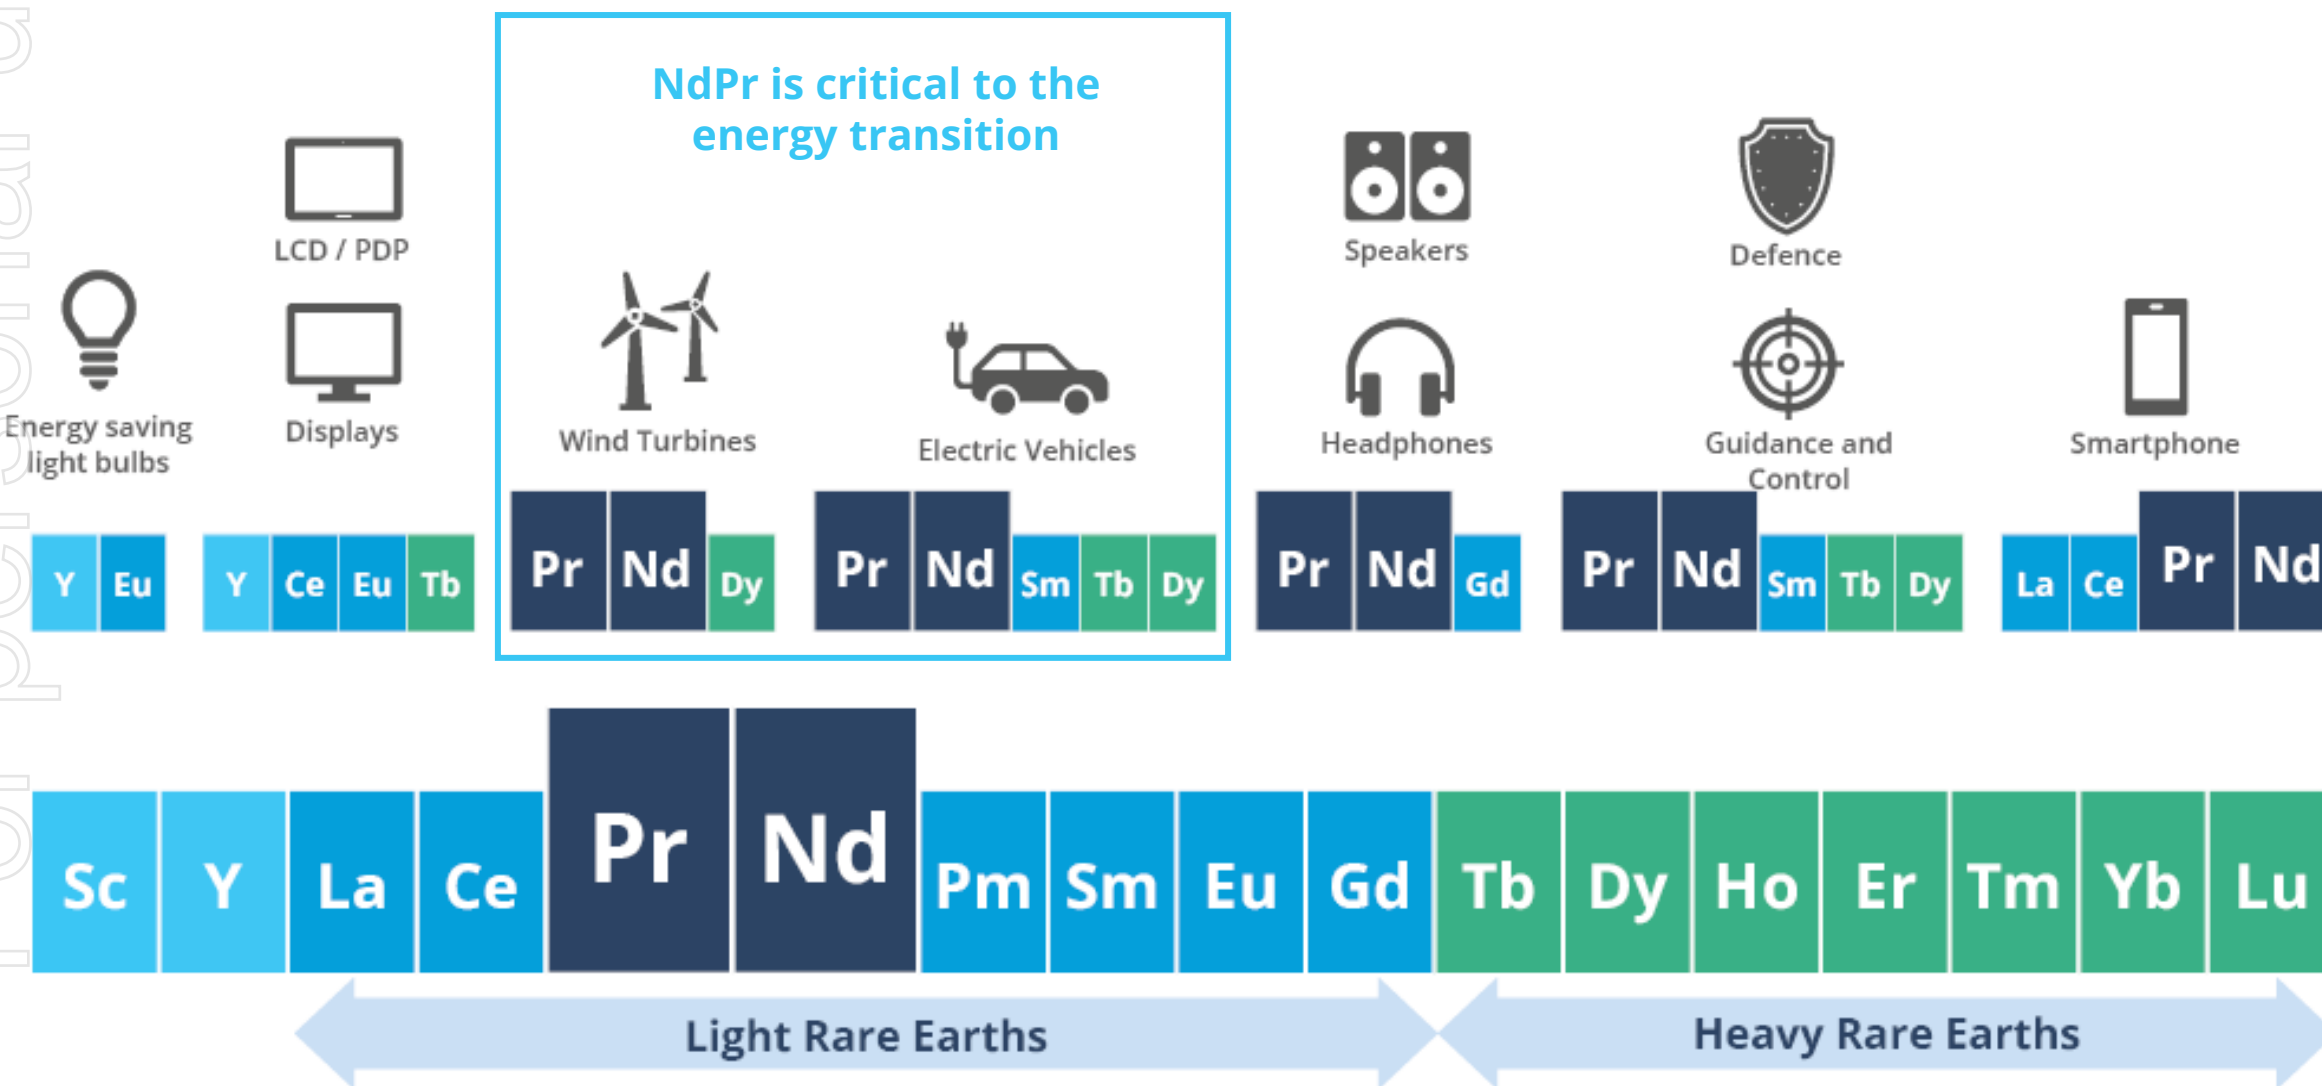 NdPr is critical to the
energy transition
LCD / PDP
Speakers
Defence
Energy saving
light bulbs
Displays
Wind Turbines
Electric Vehicles
Headphones
Guidance and
Control
Smartphone
Y Eu
Y Ce Eu Tb
Pr Nd Dy
Pr Nd Sm Tb Dy
Pr Nd Gd
Pr Nd Sm Tb Dy
La Ce Pr Nd
Sc Y La Ce Pr Nd Pm Sm Eu Gd Tb Dy Ho Er Tm Yb Lu
Light Rare Earths
Heavy Rare Earths